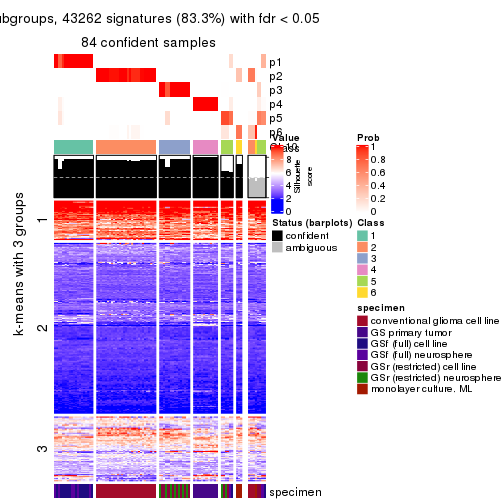 ubgroups, 43262 signatures (83.3%) with fdr < 0.05
84 confident samples
p1
p2
p3
p4
p5
p6
Class
Value
10
8
6
4
2
0
Silhouette
score
Prob
1
0.8
0.6
0.4
0.2
0
Status (barplots)
confident
ambiguous
Class
1
2
3
4
5
6
specimen
conventional glioma cell line
GS primary tumor
GSf (full) cell line
GSf (full) neurosphere
GSr (restricted) cell line
GSr (restricted) neurosphere
monolayer culture, ML
k-means with 3 groups
1
2
3
specimen